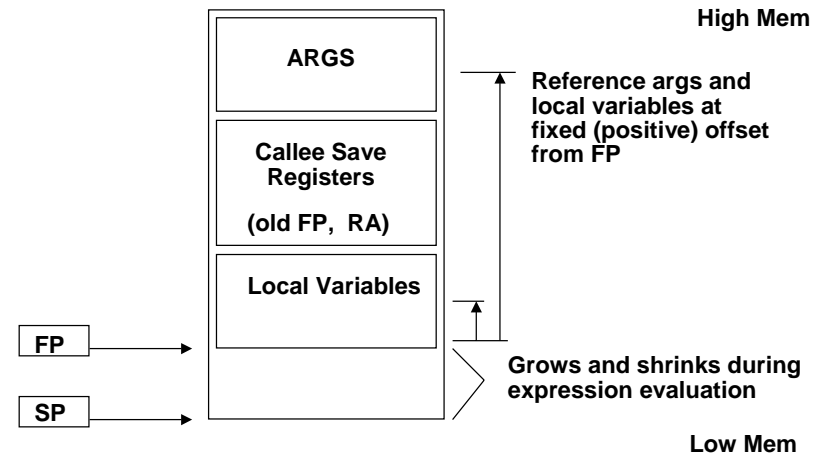 High Mem
ARGS
Reference args and
local variables at
fixed (positive) offset
from FP
Callee Save
Registers
(old FP, RA)
Local Variables
FP
Grows and shrinks during
expression evaluation
SP
Low Mem